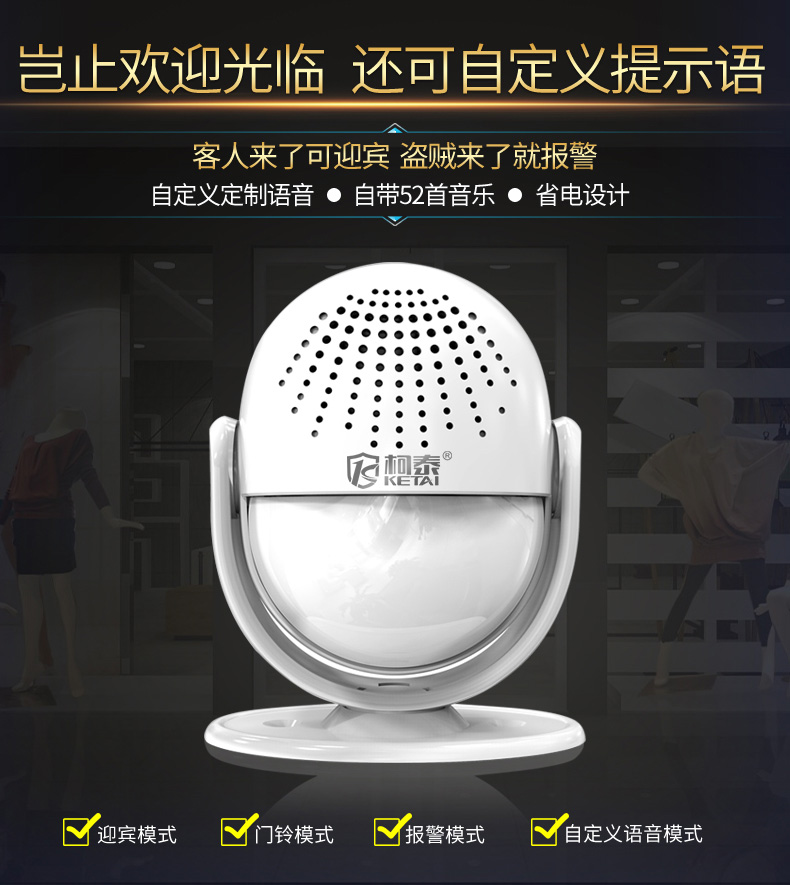 岂止欢迎光临 还可自定义提示语
客人来了可迎宾 盗贼来了就报警
自定义定制语音 ● 自带52首音乐 ● 省电设计
柯泰®
KETAI
迎宾模式 门铃模式 报警模式 自定义语音模式